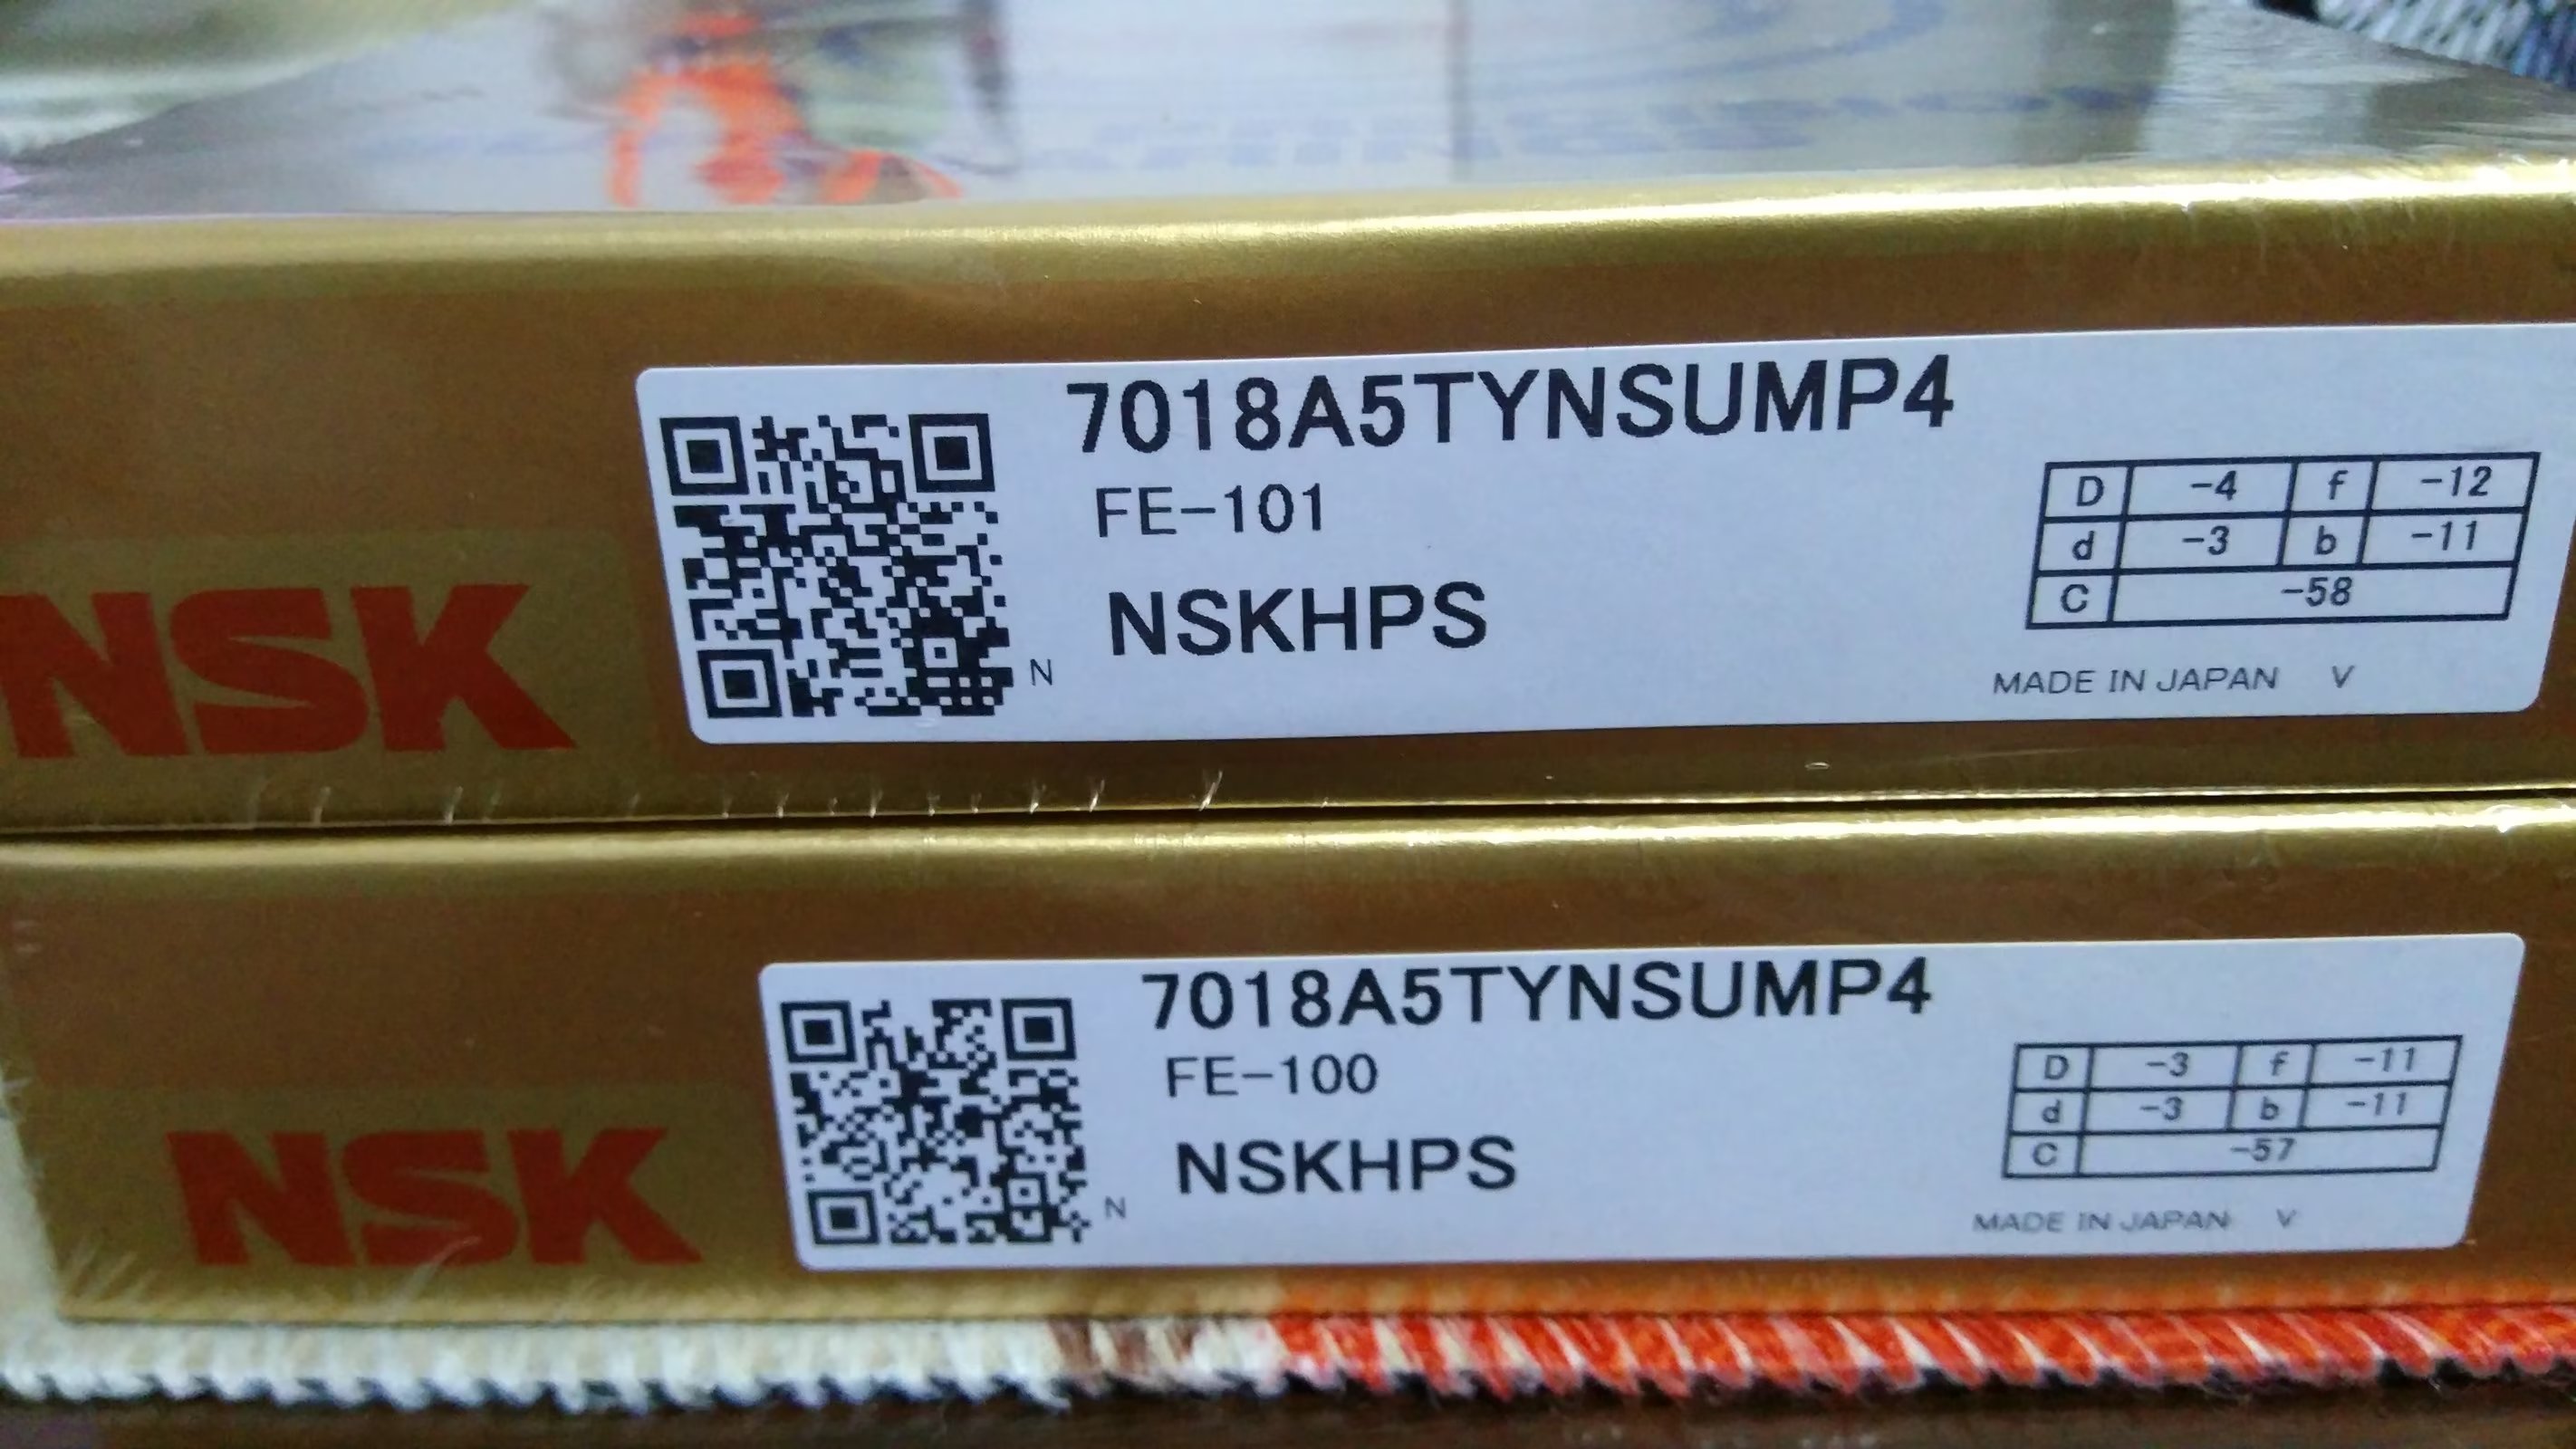 NSK
7018A5TYNSUMP4
FE-101
NSKHPS
N
D -4 f -12
d -3 b -11
C -58
MADE IN JAPAN V
NSK
7018A5TYNSUMP4
FE-100
NSKHPS
N
D -3 f -11
d -3 b -11
C -57
MADE IN JAPAN V